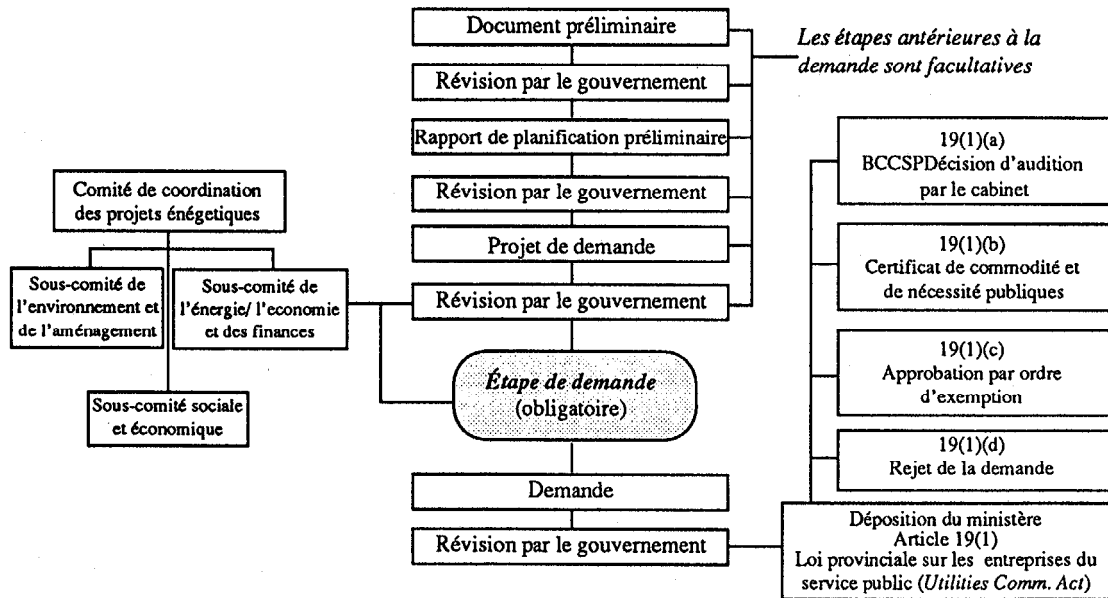 Document préliminaire
Révision par le gouvernement
Rapport de planification préliminaire
Révision par le gouvernement
Projet de demande
Révision par le gouvernement
Les étapes antérieures à la
demande sont facultatives
Comité de coordination
des projets énégetiques
Sous-comité de
l'environnement et
de l'aménagement
Sous-comité de
l'énergie/ l'economie
et des finances
Sous-comité sociale
et économique
Étape de demande
(obligatoire)
Demande
Révision par le gouvernement
19(1)(a)
BCCSPDécision d'audition
par le cabinet
19(1)(b)
Certificat de commodité et
de nécessité publiques
19(1)(c)
Approbation par ordre
d'exemption
19(1)(d)
Rejet de la demande
Déposition du ministère
Article 19(1)
Loi provinciale sur les entreprises du
service public (Utilities Comm. Act)